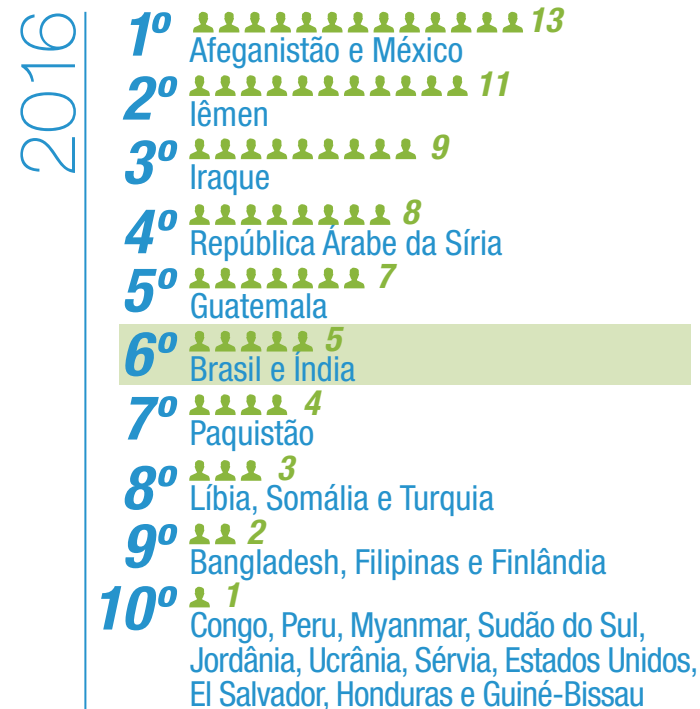 2016
1º 13
Afeganistão e México
2º 11
Iêmen
3º 9
Iraque
4º 8
República Árabe da Síria
5º 7
Guatemala
6º 5
Brasil e Índia
7º 4
Paquistão
8º 3
Líbia, Somália e Turquia
9º 2
Bangladesh, Filipinas e Finlândia
10º 1
Congo, Peru, Myanmar, Sudão do Sul,
Jordânia, Ucrânia, Sérvia, Estados Unidos,
El Salvador, Honduras e Guiné-Bissau